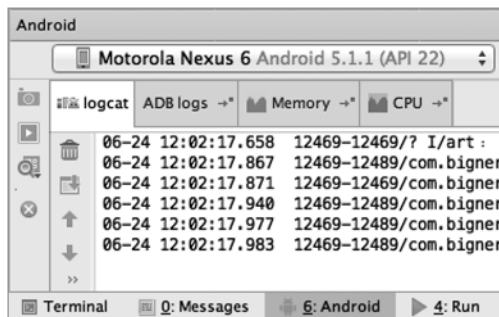 Android
Motorola Nexus 6 Android 5.1.1 (API 22)
logcat ADB logs Memory CPU
06-24 12:02:17.658 12469-12469/? I/art :
06-24 12:02:17.867 12469-12489/com.bigner
06-24 12:02:17.871 12469-12489/com.bigner
06-24 12:02:17.940 12469-12489/com.bigner
06-24 12:02:17.977 12469-12489/com.bigner
06-24 12:02:17.983 12469-12489/com.bigner
Terminal 0: Messages 6: Android 4: Run